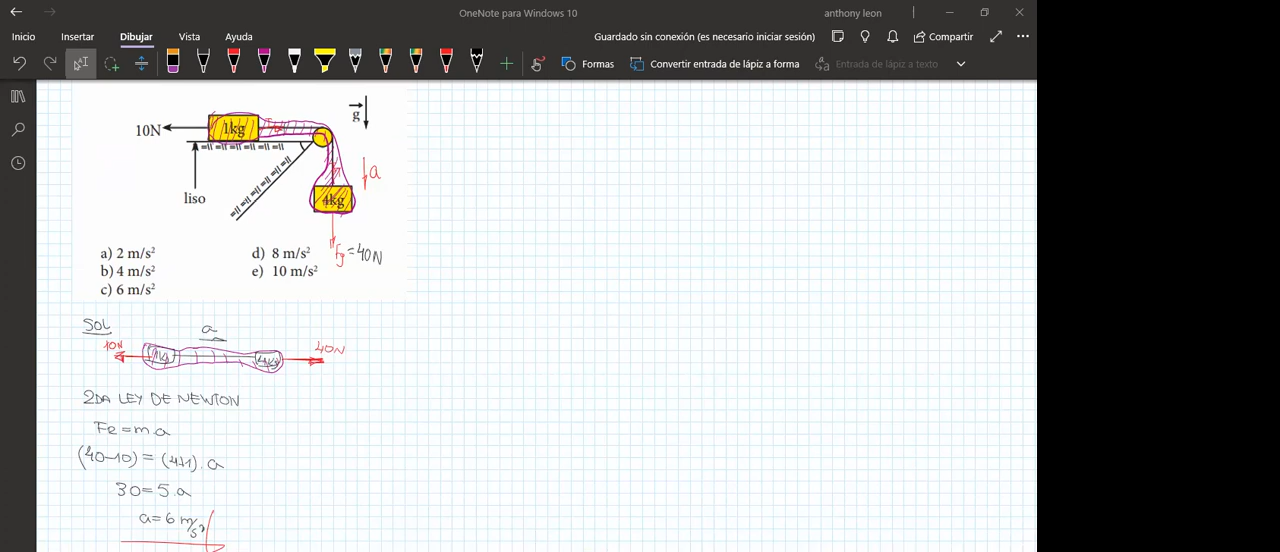 OneNote para Windows 10
anthony leon
Inicio Insertar Dibujar Vista Guardado sin conexión (es necesario iniciar sesión) Compartir
Formas Convertir entrada de lápiz a forma Entrada de lápiz a texto
10N 1kg g
a
liso 4kg
Fg = 40N
a) 2 m/s² d) 8 m/s²
b) 4 m/s² e) 10 m/s²
c) 6 m/s²
SOL
a
10N 1kg 4kg 40N
2DA LEY DE NEWTON
FR = m.a
(40-10) = (4+1).a
30 = 5.a
a = 6 m/s²